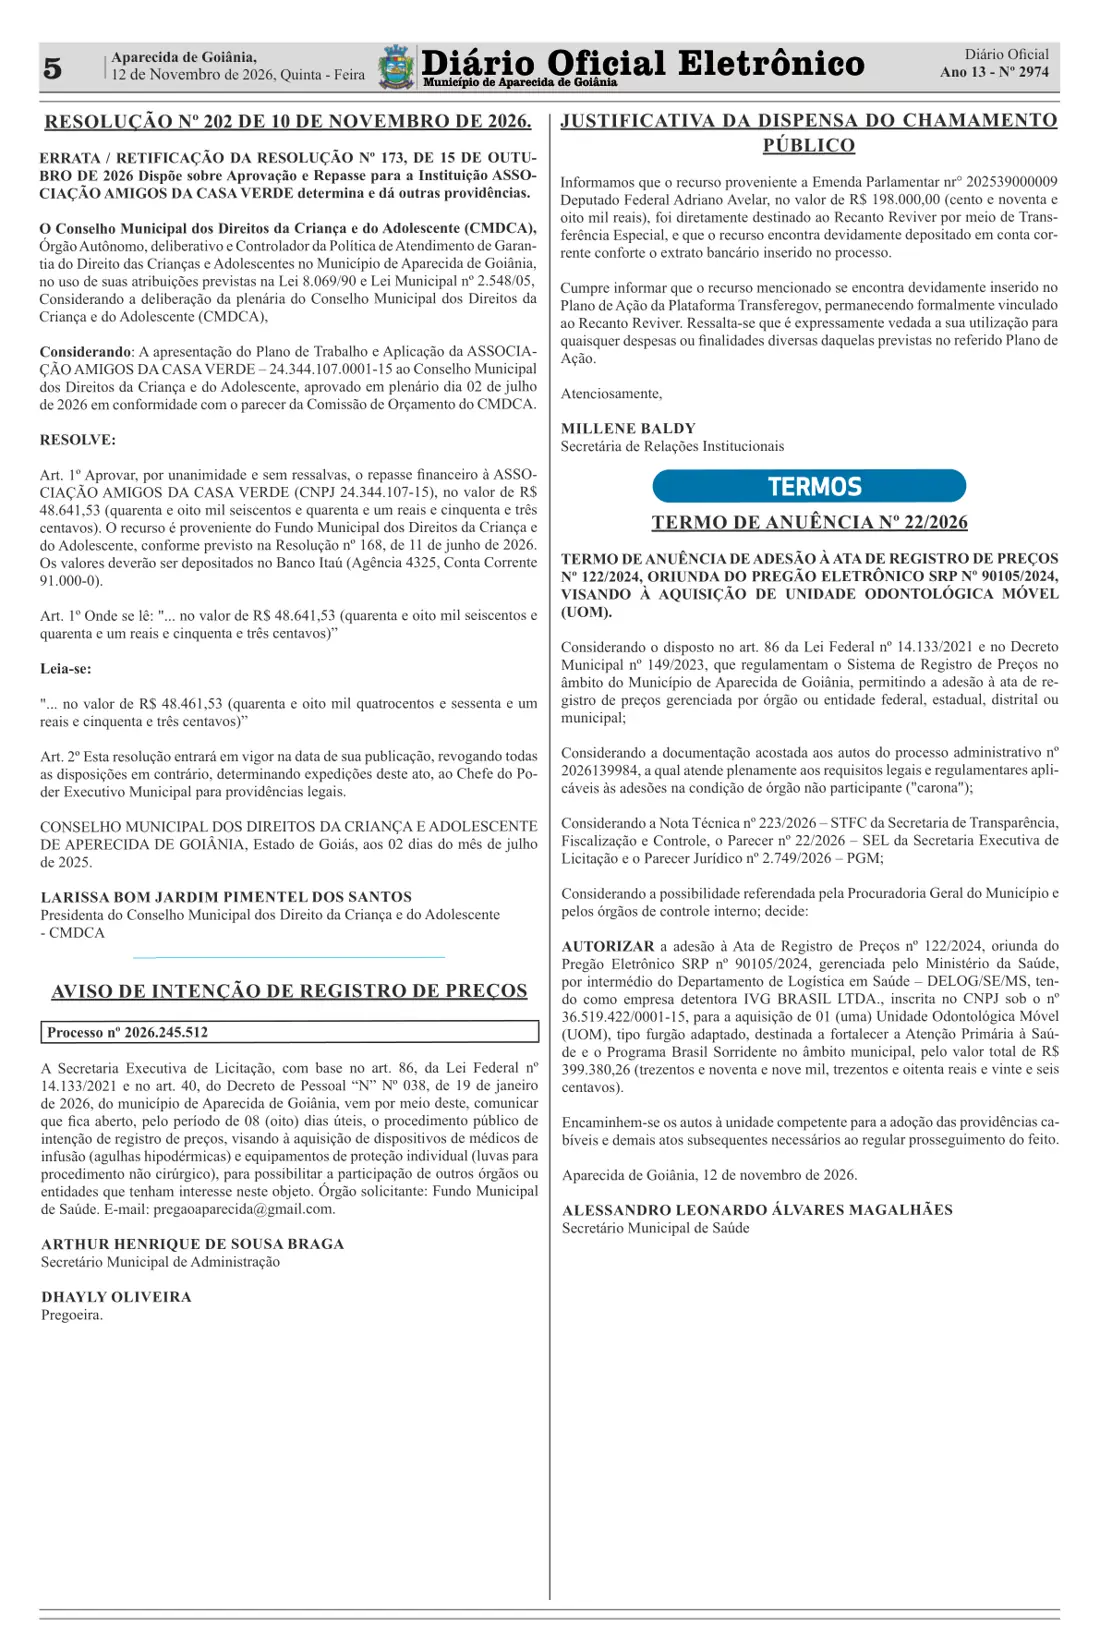 5
Aparecida de Goiânia,
12 de Novembro de 2026, Quinta - Feira
Diário Oficial Eletrônico
Município de Aparecida de Goiânia
Diário Oficial
Ano 13 - Nº 2974
RESOLUÇÃO Nº 202 DE 10 DE NOVEMBRO DE 2026.
ERRATA / RETIFICAÇÃO DA RESOLUÇÃO Nº 173, DE 15 DE OUTU-
BRO DE 2026 Dispõe sobre Aprovação e Repasse para a Instituição ASSO-
CIAÇÃO AMIGOS DA CASA VERDE determina e dá outras providências.
O Conselho Municipal dos Direitos da Criança e do Adolescente (CMDCA),
Órgão Autônomo, deliberativo e Controlador da Política de Atendimento de Garan-
tia do Direito das Crianças e Adolescentes no Município de Aparecida de Goiânia,
no uso de suas atribuições previstas na Lei 8.069/90 e Lei Municipal nº 2.548/05,
Considerando a deliberação da plenária do Conselho Municipal dos Direitos da
Criança e do Adolescente (CMDCA),
Considerando: A apresentação do Plano de Trabalho e Aplicação da ASSOCIA-
ÇÃO AMIGOS DA CASA VERDE – 24.344.107.0001-15 ao Conselho Municipal
dos Direitos da Criança e do Adolescente, aprovado em plenário dia 02 de julho
de 2026 em conformidade com o parecer da Comissão de Orçamento do CMDCA.
RESOLVE:
Art. 1º Aprovar, por unanimidade e sem ressalvas, o repasse financeiro à ASSO-
CIAÇÃO AMIGOS DA CASA VERDE (CNPJ 24.344.107-15), no valor de R$
48.641,53 (quarenta e oito mil seiscentos e quarenta e um reais e cinquenta e três
centavos). O recurso é proveniente do Fundo Municipal dos Direitos da Criança e
do Adolescente, conforme previsto na Resolução nº 168, de 11 de junho de 2026.
Os valores deverão ser depositados no Banco Itaú (Agência 4325, Conta Corrente
91.000-0).
Art. 1º Onde se lê: "... no valor de R$ 48.641,53 (quarenta e oito mil seiscentos e
quarenta e um reais e cinquenta e três centavos)”
Leia-se:
"... no valor de R$ 48.461,53 (quarenta e oito mil quatrocentos e sessenta e um
reais e cinquenta e três centavos)”
Art. 2º Esta resolução entrará em vigor na data de sua publicação, revogando todas
as disposições em contrário, determinando expedições deste ato, ao Chefe do Po-
der Executivo Municipal para providências legais.
CONSELHO MUNICIPAL DOS DIREITOS DA CRIANÇA E ADOLESCENTE
DE APERECIDA DE GOIÂNIA, Estado de Goiás, aos 02 dias do mês de julho
de 2025.
LARISSA BOM JARDIM PIMENTEL DOS SANTOS
Presidenta do Conselho Municipal dos Direito da Criança e do Adolescente
- CMDCA
AVISO DE INTENÇÃO DE REGISTRO DE PREÇOS
Processo nº 2026.245.512
A Secretaria Executiva de Licitação, com base no art. 86, da Lei Federal nº
14.133/2021 e no art. 40, do Decreto de Pessoal “N” Nº 038, de 19 de janeiro
de 2026, do município de Aparecida de Goiânia, vem por meio deste, comunicar
que fica aberto, pelo período de 08 (oito) dias úteis, o procedimento público de
intenção de registro de preços, visando à aquisição de dispositivos de médicos de
infusão (agulhas hipodérmicas) e equipamentos de proteção individual (luvas para
procedimento não cirúrgico), para possibilitar a participação de outros órgãos ou
entidades que tenham interesse neste objeto. Órgão solicitante: Fundo Municipal
de Saúde. E-mail: pregaoaparecida@gmail.com.
ARTHUR HENRIQUE DE SOUSA BRAGA
Secretário Municipal de Administração
DHAYLY OLIVEIRA
Pregoeira.
JUSTIFICATIVA DA DISPENSA DO CHAMAMENTO
PÚBLICO
Informamos que o recurso proveniente a Emenda Parlamentar nr° 202539000009
Deputado Federal Adriano Avelar, no valor de R$ 198.000,00 (cento e noventa e
oito mil reais), foi diretamente destinado ao Recanto Reviver por meio de Trans-
ferência Especial, e que o recurso encontra devidamente depositado em conta cor-
rente conforte o extrato bancário inserido no processo.
Cumpre informar que o recurso mencionado se encontra devidamente inserido no
Plano de Ação da Plataforma Transferegov, permanecendo formalmente vinculado
ao Recanto Reviver. Ressalta-se que é expressamente vedada a sua utilização para
quaisquer despesas ou finalidades diversas daquelas previstas no referido Plano de
Ação.
Atenciosamente,
MILLENE BALDY
Secretária de Relações Institucionais
TERMOS
TERMO DE ANUÊNCIA Nº 22/2026
TERMO DE ANUÊNCIA DE ADESÃO À ATA DE REGISTRO DE PREÇOS
Nº 122/2024, ORIUNDA DO PREGÃO ELETRÔNICO SRP Nº 90105/2024,
VISANDO À AQUISIÇÃO DE UNIDADE ODONTOLÓGICA MÓVEL
(UOM).
Considerando o disposto no art. 86 da Lei Federal nº 14.133/2021 e no Decreto
Municipal nº 149/2023, que regulamentam o Sistema de Registro de Preços no
âmbito do Município de Aparecida de Goiânia, permitindo a adesão à ata de re-
gistro de preços gerenciada por órgão ou entidade federal, estadual, distrital ou
municipal;
Considerando a documentação acostada aos autos do processo administrativo nº
2026139984, a qual atende plenamente aos requisitos legais e regulamentares apli-
cáveis às adesões na condição de órgão não participante ("carona");
Considerando a Nota Técnica nº 223/2026 – STFC da Secretaria de Transparência,
Fiscalização e Controle, o Parecer nº 22/2026 – SEL da Secretaria Executiva de
Licitação e o Parecer Jurídico nº 2.749/2026 – PGM;
Considerando a possibilidade referendada pela Procuradoria Geral do Município e
pelos órgãos de controle interno; decide:
AUTORIZAR a adesão à Ata de Registro de Preços nº 122/2024, oriunda do
Pregão Eletrônico SRP nº 90105/2024, gerenciada pelo Ministério da Saúde,
por intermédio do Departamento de Logística em Saúde – DELOG/SE/MS, ten-
do como empresa detentora IVG BRASIL LTDA., inscrita no CNPJ sob o nº
36.519.422/0001-15, para a aquisição de 01 (uma) Unidade Odontológica Móvel
(UOM), tipo furgão adaptado, destinada a fortalecer a Atenção Primária à Saú-
de e o Programa Brasil Sorridente no âmbito municipal, pelo valor total de R$
399.380,26 (trezentos e noventa e nove mil, trezentos e oitenta reais e vinte e seis
centavos).
Encaminhem-se os autos à unidade competente para a adoção das providências ca-
bíveis e demais atos subsequentes necessários ao regular prosseguimento do feito.
Aparecida de Goiânia, 12 de novembro de 2026.
ALESSANDRO LEONARDO ÁLVARES MAGALHÃES
Secretário Municipal de Saúde